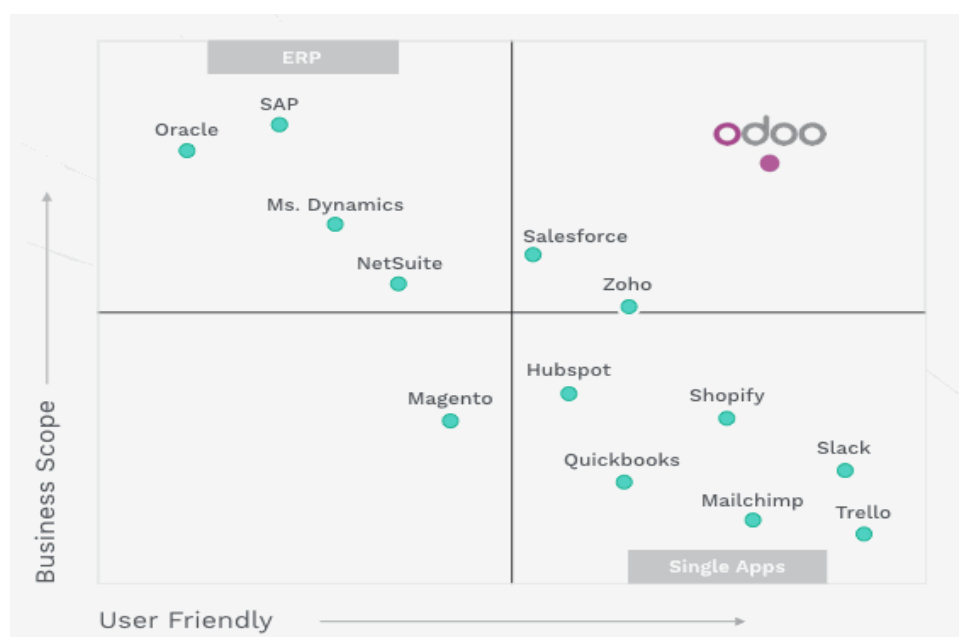 ERP
SAP
Oracle
odoo
Ms. Dynamics
Salesforce
NetSuite
Zoho
Hubspot
Magento
Shopify
Slack
Quickbooks
Mailchimp
Trello
Single Apps
Business Scope
User Friendly